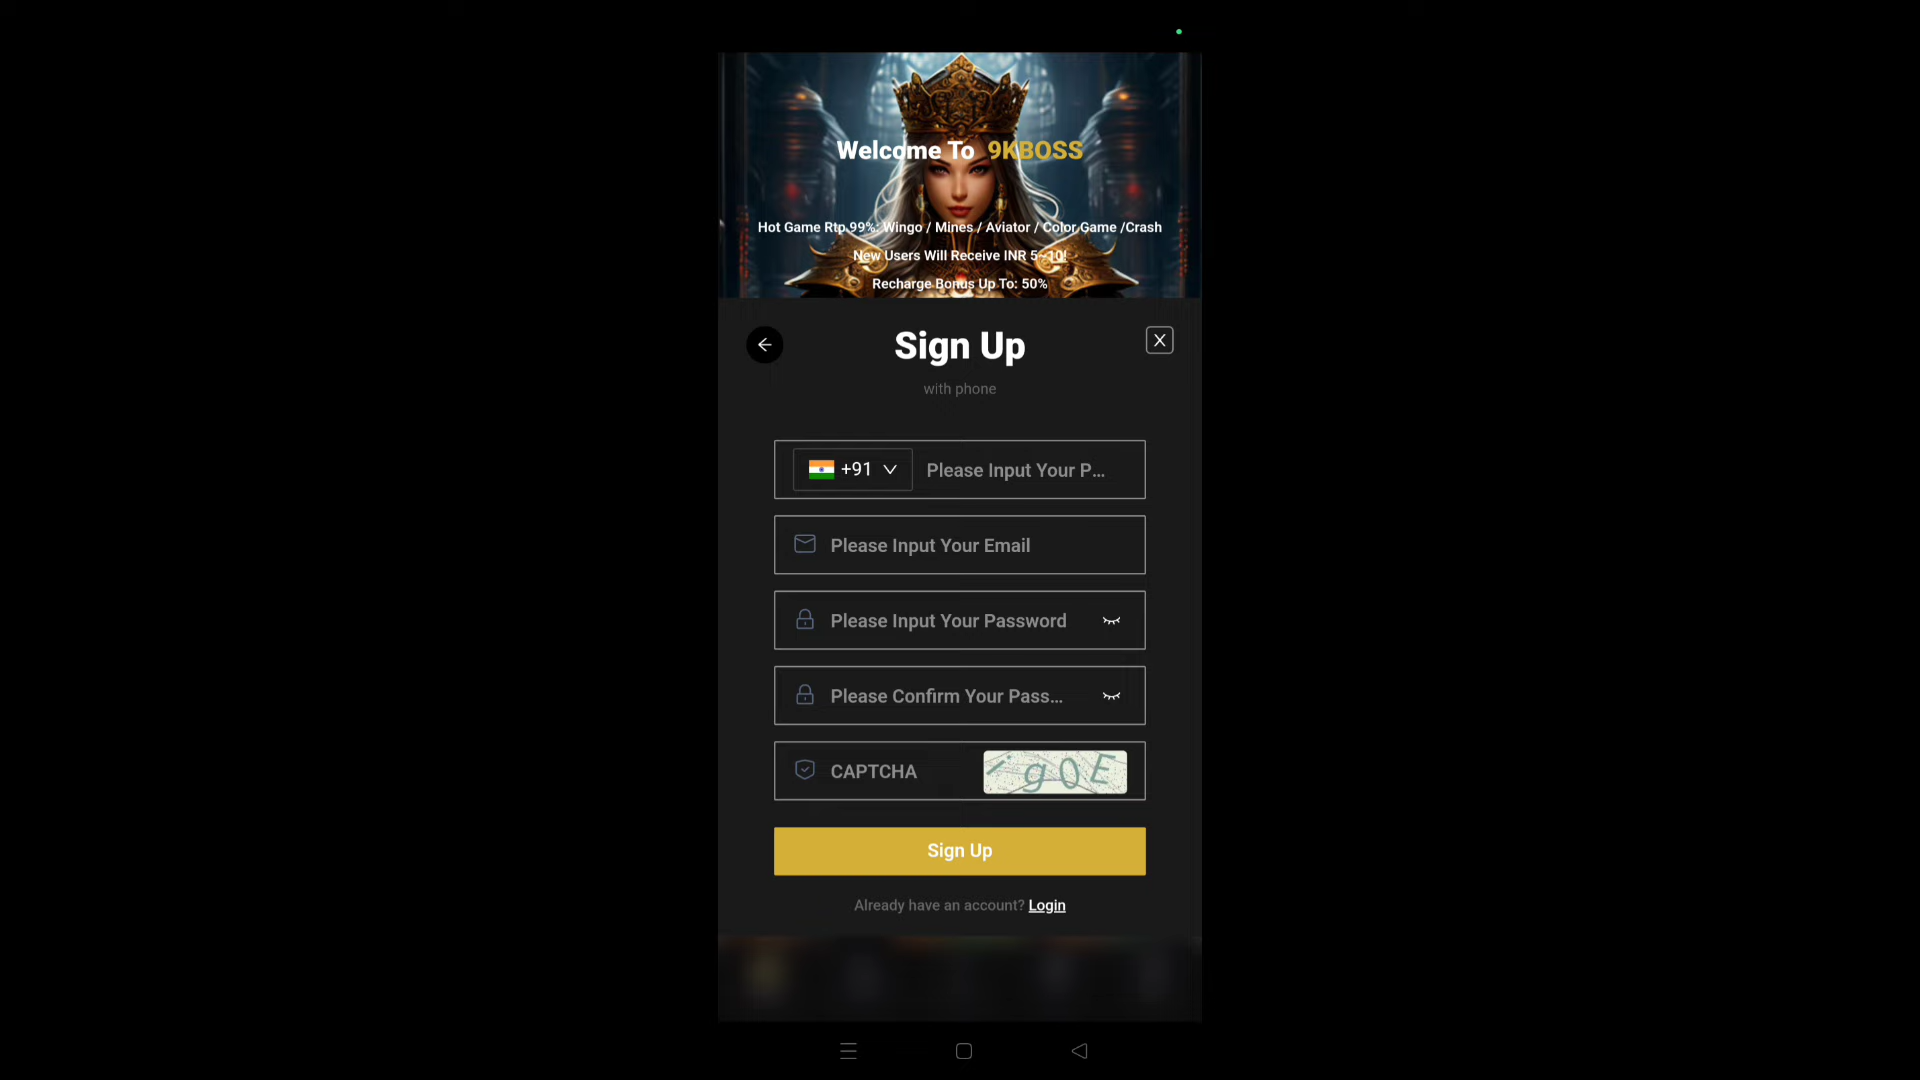 Welcome To 9KBOSS
Hot Game Rtp 99%: Wingo / Mines / Aviator / Color Game /Crash
New Users Will Receive INR 5~10!
Recharge Bonus Up To: 50%
Sign Up
with phone
+91 Please Input Your P...
Please Input Your Email
Please Input Your Password
Please Confirm Your Pass...
CAPTCHA
Sign Up
Already have an account? Login